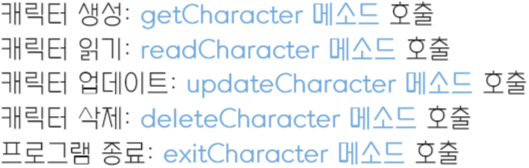 캐릭터 생성: getCharacter 메소드 호출
캐릭터 읽기: readCharacter 메소드 호출
캐릭터 업데이트: updateCharacter 메소드 호출
캐릭터 삭제: deleteCharacter 메소드 호출
프로그램 종료: exitCharacter 메소드 호출